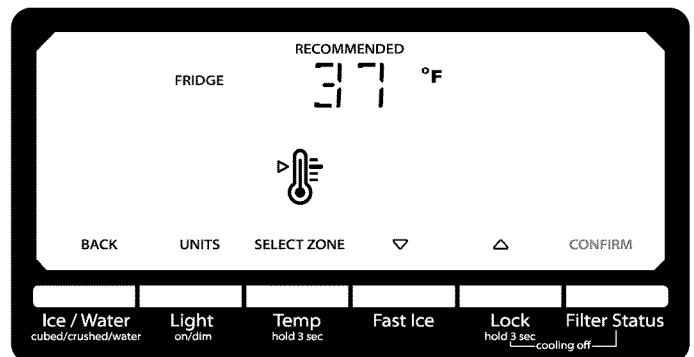 RECOMMENDED
FRIDGE 37 °F
BACK UNITS SELECT ZONE CONFIRM
Ice / Water Light Temp Fast Ice Lock Filter Status
cubed/crushed/water on/dim hold 3 sec hold 3 sec
cooling off